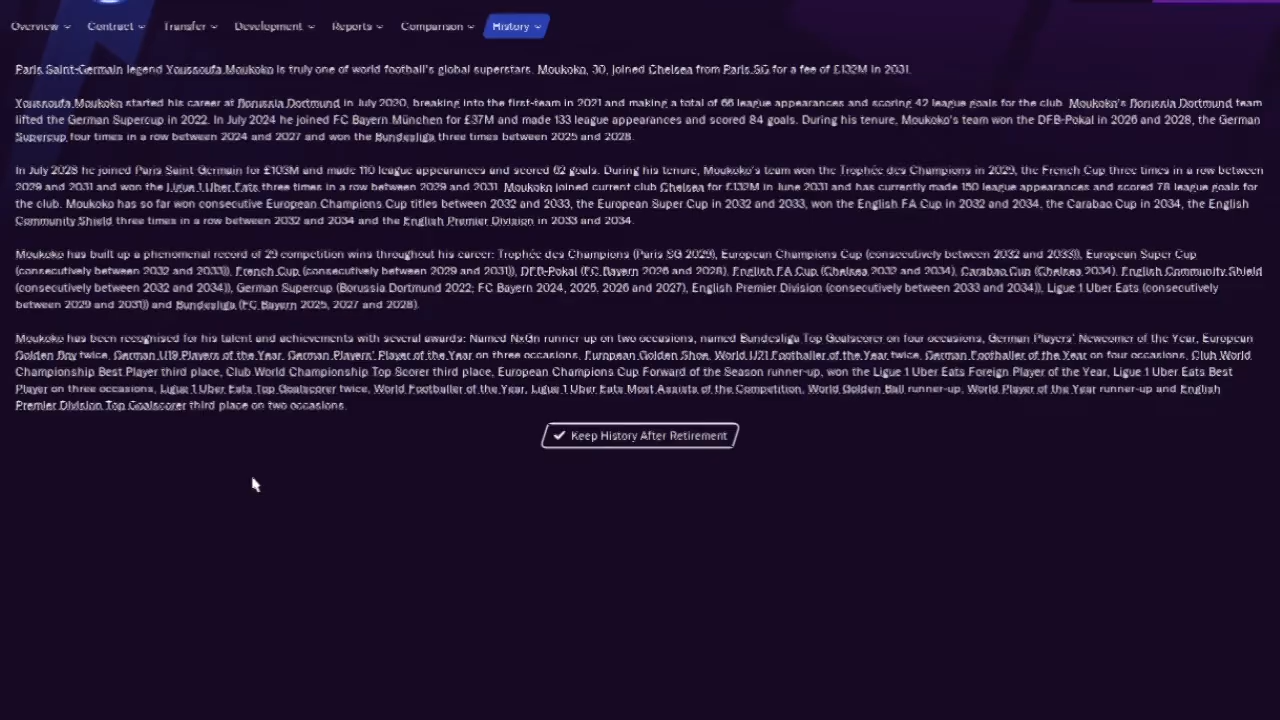 Overview Contract Transfer Development Reports Comparison History
Paris Saint-Germain legend Youssoufa Moukoko is truly one of world football's global superstars. Moukoko, 30, joined Chelsea from Paris SG for a fee of £132M in 2031.
Youssoufa Moukoko started his career at Borussia Dortmund in July 2020, breaking into the first-team in 2021 and making a total of 66 league appearances and scoring 42 league goals for the club. Moukoko's Borussia Dortmund team
lifted the German Supercup in 2022. In July 2024 he joined FC Bayern München for £37M and made 133 league appearances and scored 84 goals. During his tenure, Moukoko's team won the DFB-Pokal in 2026 and 2028, the German
Supercup four times in a row between 2024 and 2027 and won the Bundesliga three times between 2025 and 2028.
In July 2028 he joined Paris Saint Germain for £103M and made 110 league appearances and scored 62 goals. During his tenure, Moukoko's team won the Trophée des Champions in 2029, the French Cup three times in a row between
2029 and 2031 and won the Ligue 1 Uber Eats three times in a row between 2029 and 2031. Moukoko joined current club Chelsea for £132M in June 2031 and has currently made 150 league appearances and scored 78 league goals for
the club. Moukoko has so far won consecutive European Champions Cup titles between 2032 and 2033, the European Super Cup in 2032 and 2033, won the English FA Cup in 2032 and 2034, the Carabao Cup in 2034, the English
Community Shield three times in a row between 2032 and 2034 and the English Premier Division in 2033 and 2034.
Moukoko has built up a phenomenal record of 29 competition wins throughout his career: Trophée des Champions (Paris SG 2029), European Champions Cup (consecutively between 2032 and 2033)), European Super Cup
(consecutively between 2032 and 2033)), French Cup (consecutively between 2029 and 2031)), DFB-Pokal (FC Bayern 2026 and 2028), English FA Cup (Chelsea 2032 and 2034), Carabao Cup (Chelsea 2034), English Community Shield
(consecutively between 2032 and 2034)), German Supercup (Borussia Dortmund 2022; FC Bayern 2024, 2025, 2026 and 2027), English Premier Division (consecutively between 2033 and 2034)), Ligue 1 Uber Eats (consecutively
between 2029 and 2031)) and Bundesliga (FC Bayern 2025, 2027 and 2028).
Moukoko has been recognised for his talent and achievements with several awards: Named NxGn runner up on two occasions, named Bundesliga Top Goalscorer on four occasions, German Players' Newcomer of the Year, European
Golden Boy twice, German U19 Players of the Year, German Players' Player of the Year on three occasions, European Golden Shoe, World U21 Footballer of the Year twice, German Footballer of the Year on four occasions, Club World
Championship Best Player third place, Club World Championship Top Scorer third place, European Champions Cup Forward of the Season runner-up, won the Ligue 1 Uber Eats Foreign Player of the Year, Ligue 1 Uber Eats Best
Player on three occasions, Ligue 1 Uber Eats Top Goalscorer twice, World Footballer of the Year, Ligue 1 Uber Eats Most Assists of the Competition, World Golden Ball runner-up, World Player of the Year runner-up and English
Premier Division Top Goalscorer third place on two occasions.
Keep History After Retirement